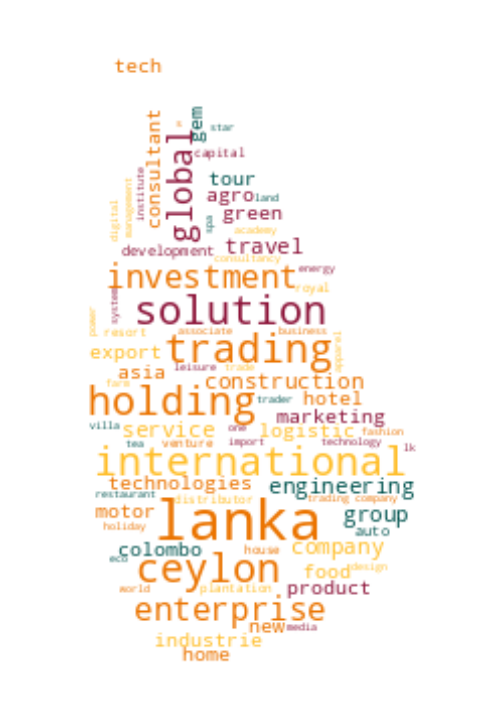 tech
consultant
gem
star
global
capital
institute
management
digital
tour
agro
land
green
spa
academy
development
travel
consultancy
investment
energy
royal
system
solution
power
resort
associate
business
trading
apparel
export
asia
leisure
trade
farm
construction
holding
trader
hotel
marketing
villa
service
one
logistic
fashion
tea
venture
import
technology
lk
international
technologies
engineering
restaurant
distributor
trading company
motor
lanka
group
holiday
auto
colombo
house
company
eco
ceylon
food
design
world
plantation
product
enterprise
new
media
industrie
home